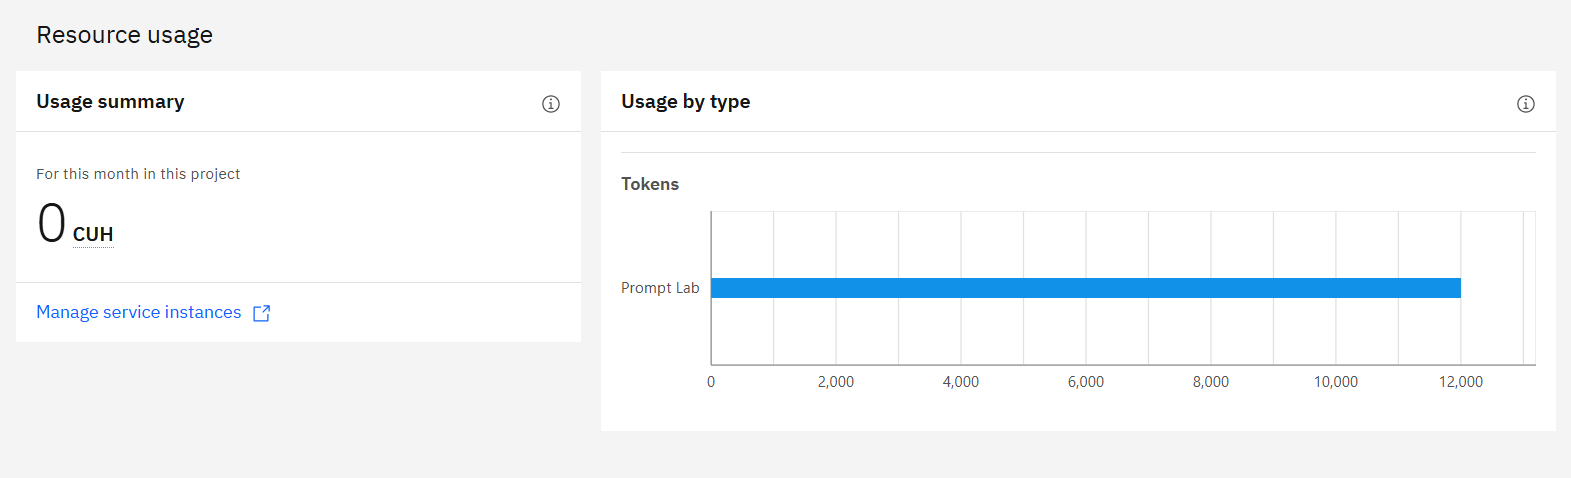 Resource usage
Usage summary
For this month in this project
0 CUH
Manage service instances
Usage by type
Tokens
Prompt Lab
0 2,000 4,000 6,000 8,000 10,000 12,000